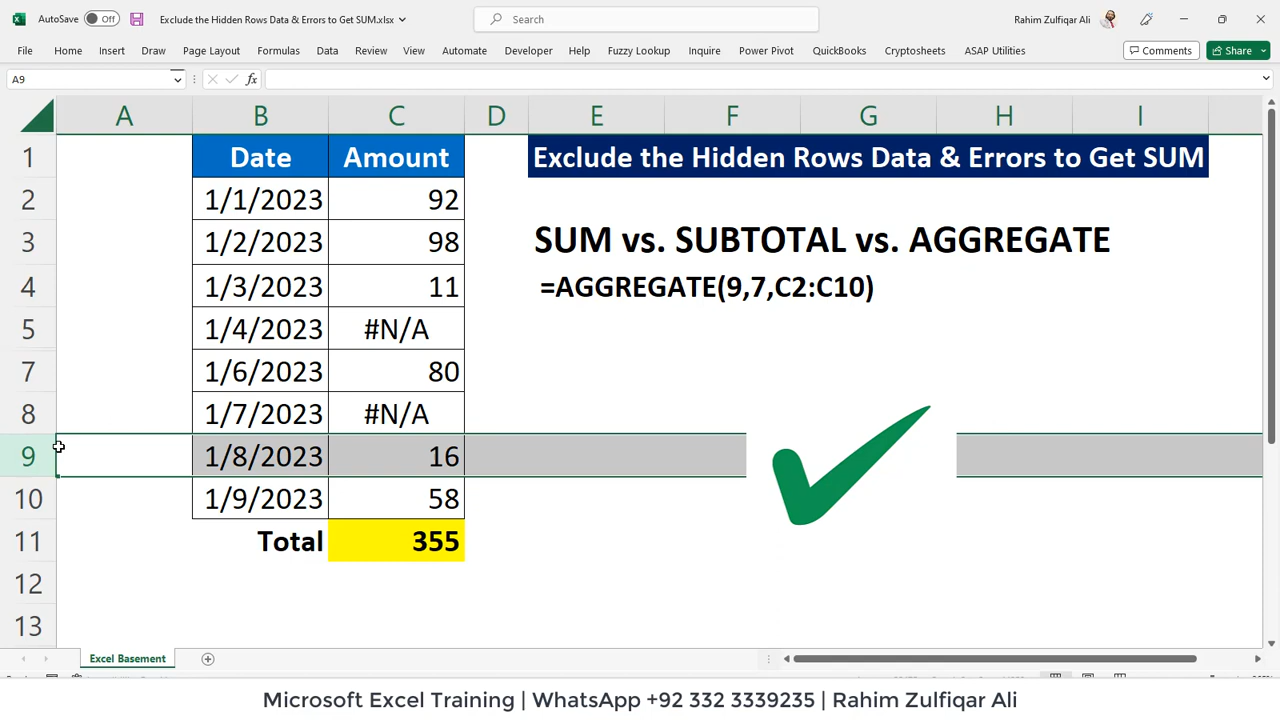 AutoSave Off Exclude the Hidden Rows Data & Errors to Get SUM.xlsx Search Rahim Zulfiqar Ali
File Home Insert Draw Page Layout Formulas Data Review View Automate Developer Help Fuzzy Lookup Inquire Power Pivot QuickBooks Cryptosheets ASAP Utilities Comments Share
A9 fx
A B C D E F G H I
1 Date Amount Exclude the Hidden Rows Data & Errors to Get SUM
2 1/1/2023 92
3 1/2/2023 98 SUM vs. SUBTOTAL vs. AGGREGATE
4 1/3/2023 11 =AGGREGATE(9,7,C2:C10)
5 1/4/2023 #N/A
7 1/6/2023 80
8 1/7/2023 #N/A
9 1/8/2023 16
10 1/9/2023 58
11 Total 355
12
13
Excel Basement
Microsoft Excel Training | WhatsApp +92 332 3339235 | Rahim Zulfiqar Ali